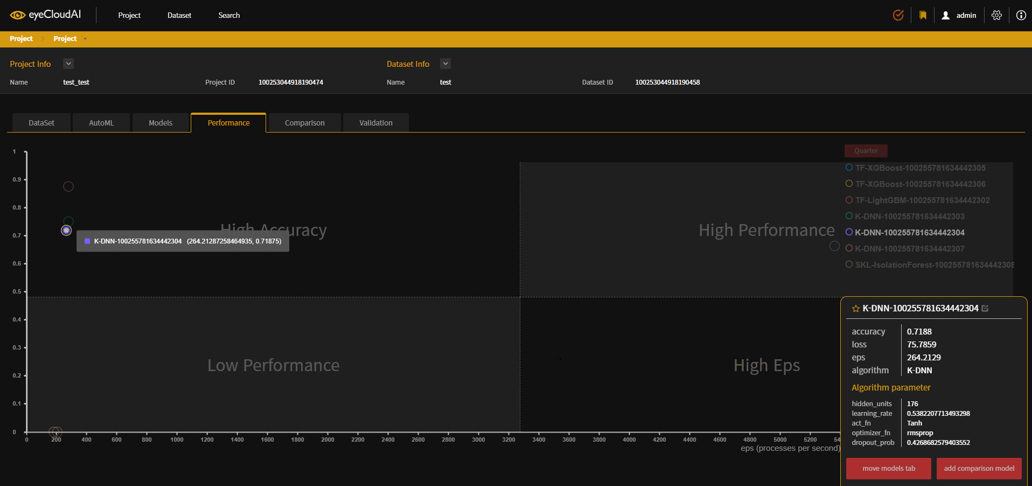 eyeCloudAI
Project Dataset Search admin
Project Project
Project Info Dataset Info
Name test_test Project ID 100253044918190474 Name test Dataset ID 100253044918190458
DataSet AutoML Models Performance Comparison Validation
1
0.9
0.8
0.7
0.6
0.5
0.4
0.3
0.2
0.1
0
High Accuracy
High Performance
Low Performance
High Eps
K-DNN-100255781634442304 (264.21287258464935, 0.71875)
Quarter
TF-XGBoost-100255781634442305
TF-XGBoost-100255781634442306
TF-LightGBM-100255781634442302
K-DNN-100255781634442303
K-DNN-100255781634442304
K-DNN-100255781634442307
SKL-IsolationForest-100255781634442308
0 200 400 600 800 1000 1200 1400 1600 1800 2000 2200 2400 2600 2800 3000 3200 3400 3600 3800 4000 4200 4400 4600 4800 5000 5200
eps (processes per second)
K-DNN-100255781634442304
accuracy 0.7188
loss 75.7859
eps 264.2129
algorithm K-DNN
Algorithm parameter
hidden_units 176
learning_rate 0.5382207713493298
act_fn Tanh
optimizer_fn rmsprop
dropout_prob 0.4268682579403552
move models tab add comparison model